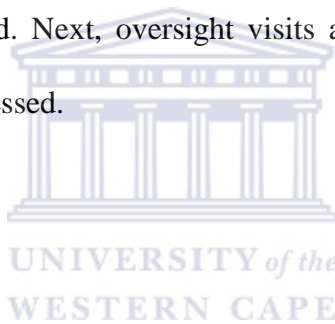 d. Next, oversight visits a
ssed.
UNIVERSITY of the
WESTERN CAPE